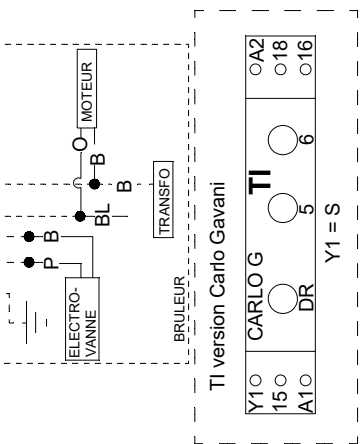 MOTEUR
O
B
B
TRANSFO
BL
B
P
ELECTRO-
VANNE
BRULEUR
TI version Carlo Gavani
A2
18
16
CARLO G
TI
DR
5
6
Y1
15
A1
Y1 = S